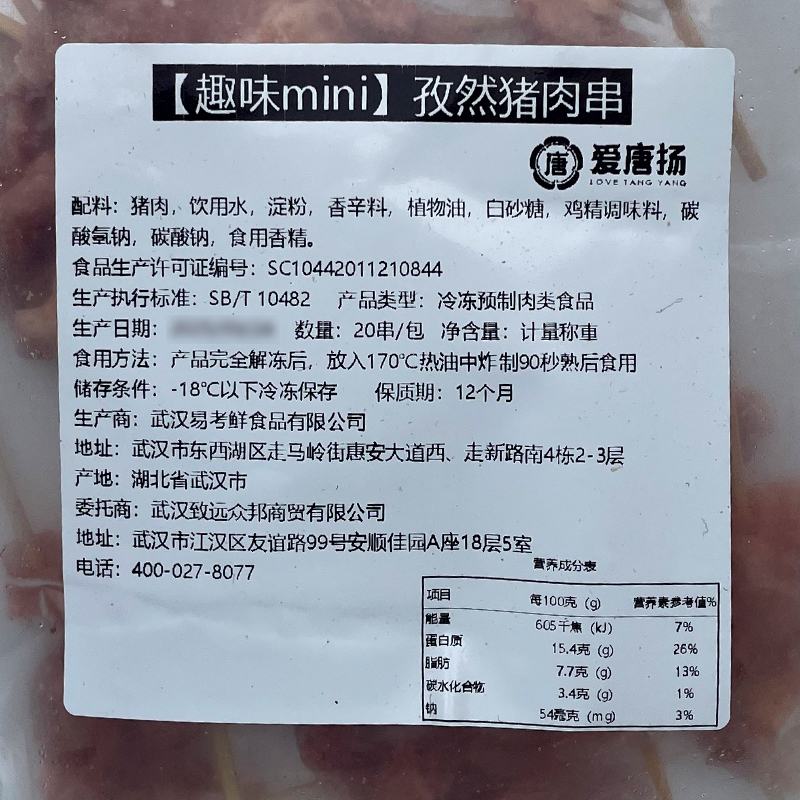 【趣味mini】孜然猪肉串
唐 爱唐扬
LOVE TANG YANG
配料：猪肉，饮用水，淀粉，香辛料，植物油，白砂糖，鸡精调味料，碳
酸氢钠，碳酸钠，食用香精。
食品生产许可证编号：SC10442011210844
生产执行标准：SB/T 10482 产品类型：冷冻预制肉类食品
生产日期： 数量：20串/包 净含量：计量称重
食用方法：产品完全解冻后，放入170℃热油中炸制90秒熟后食用
储存条件：-18℃以下冷冻保存 保质期：12个月
生产商：武汉易考鲜食品有限公司
地址：武汉市东西湖区走马岭街惠安大道西、走新路南4栋2-3层
产地：湖北省武汉市
委托商：武汉致远众邦商贸有限公司
地址：武汉市江汉区友谊路99号安顺佳园A座18层5室
电话：400-027-8077
营养成分表
项目 每100克（g） 营养素参考值%
能量 605千焦（kJ） 7%
蛋白质 15.4克（g） 26%
脂肪 7.7克（g） 13%
碳水化合物 3.4克（g） 1%
钠 54毫克（mg） 3%